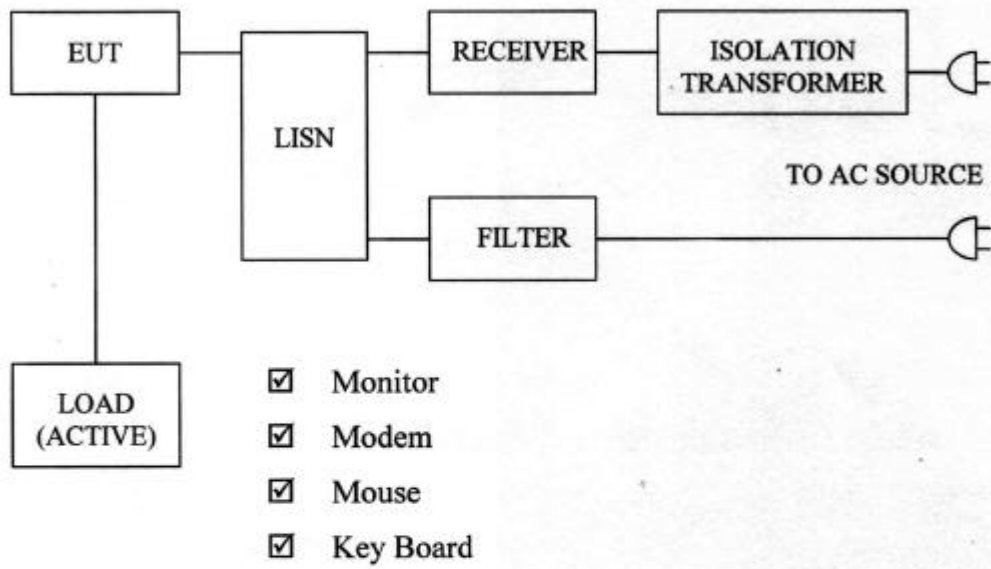 EUT
LISN
RECEIVER
ISOLATION
TRANSFORMER
TO AC SOURCE
FILTER
LOAD
(ACTIVE)
☑ Monitor
☑ Modem
☑ Mouse
☑ Key Board